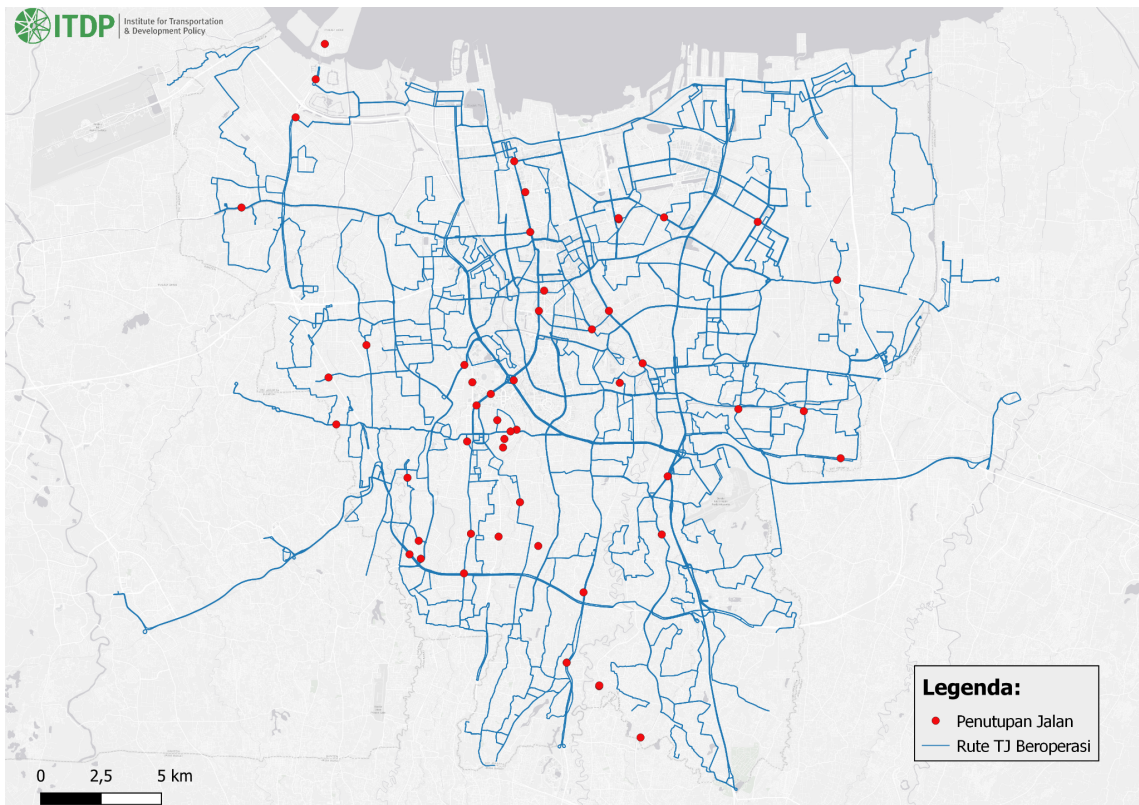 ITDP
Institute for Transportation
& Development Policy
Legenda:
Penutupan Jalan
Rute TJ Beroperasi
0 2,5 5 km